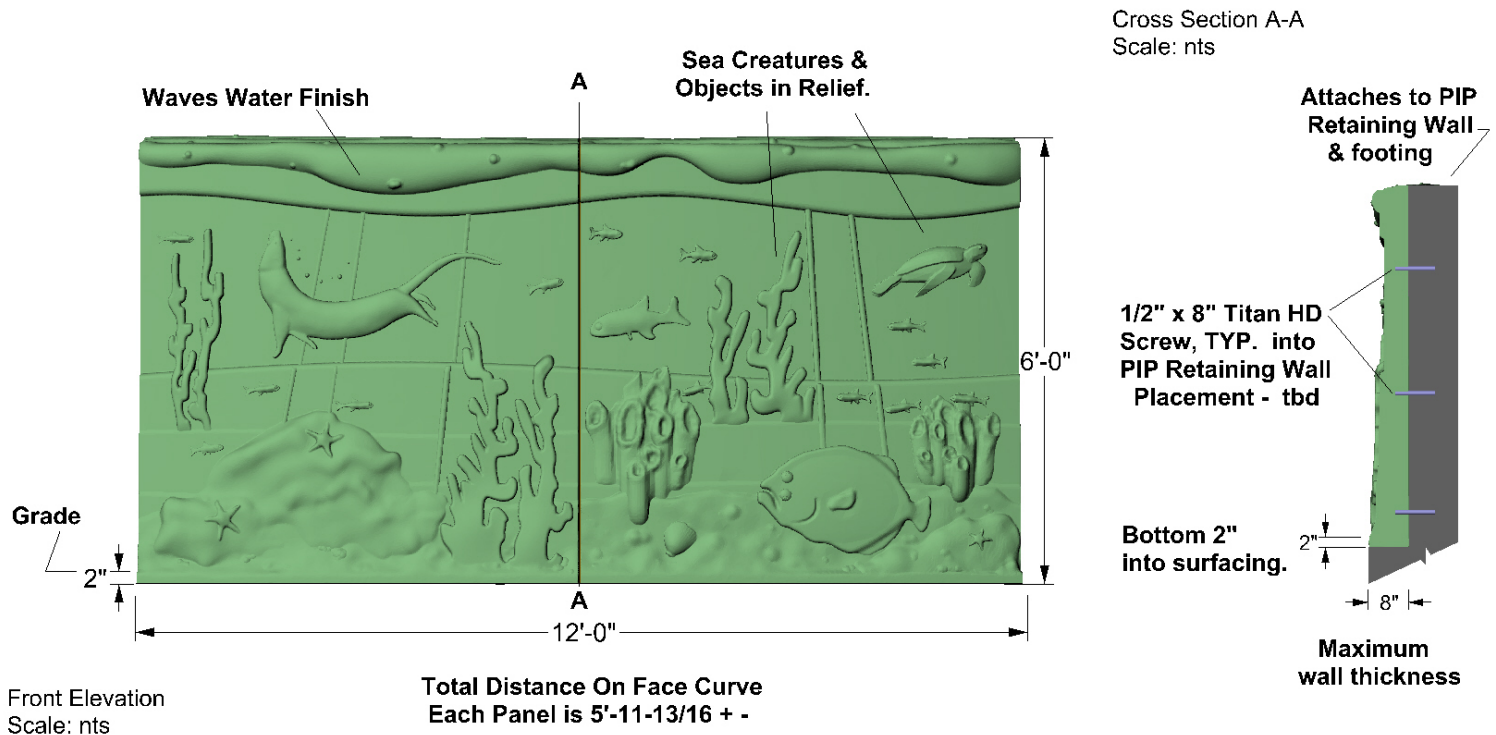 Cross Section A-A
Scale: nts
Sea Creatures &
Objects in Relief.
A
Waves Water Finish
Attaches to PIP
Retaining Wall
& footing
6'-0"
1/2" x 8" Titan HD
Screw, TYP. into
PIP Retaining Wall
Placement - tbd
Grade
2"
Bottom 2"
into surfacing.
2"
A
8"
12'-0"
Maximum
wall thickness
Total Distance On Face Curve
Each Panel is 5'-11-13/16 + -
Front Elevation
Scale: nts